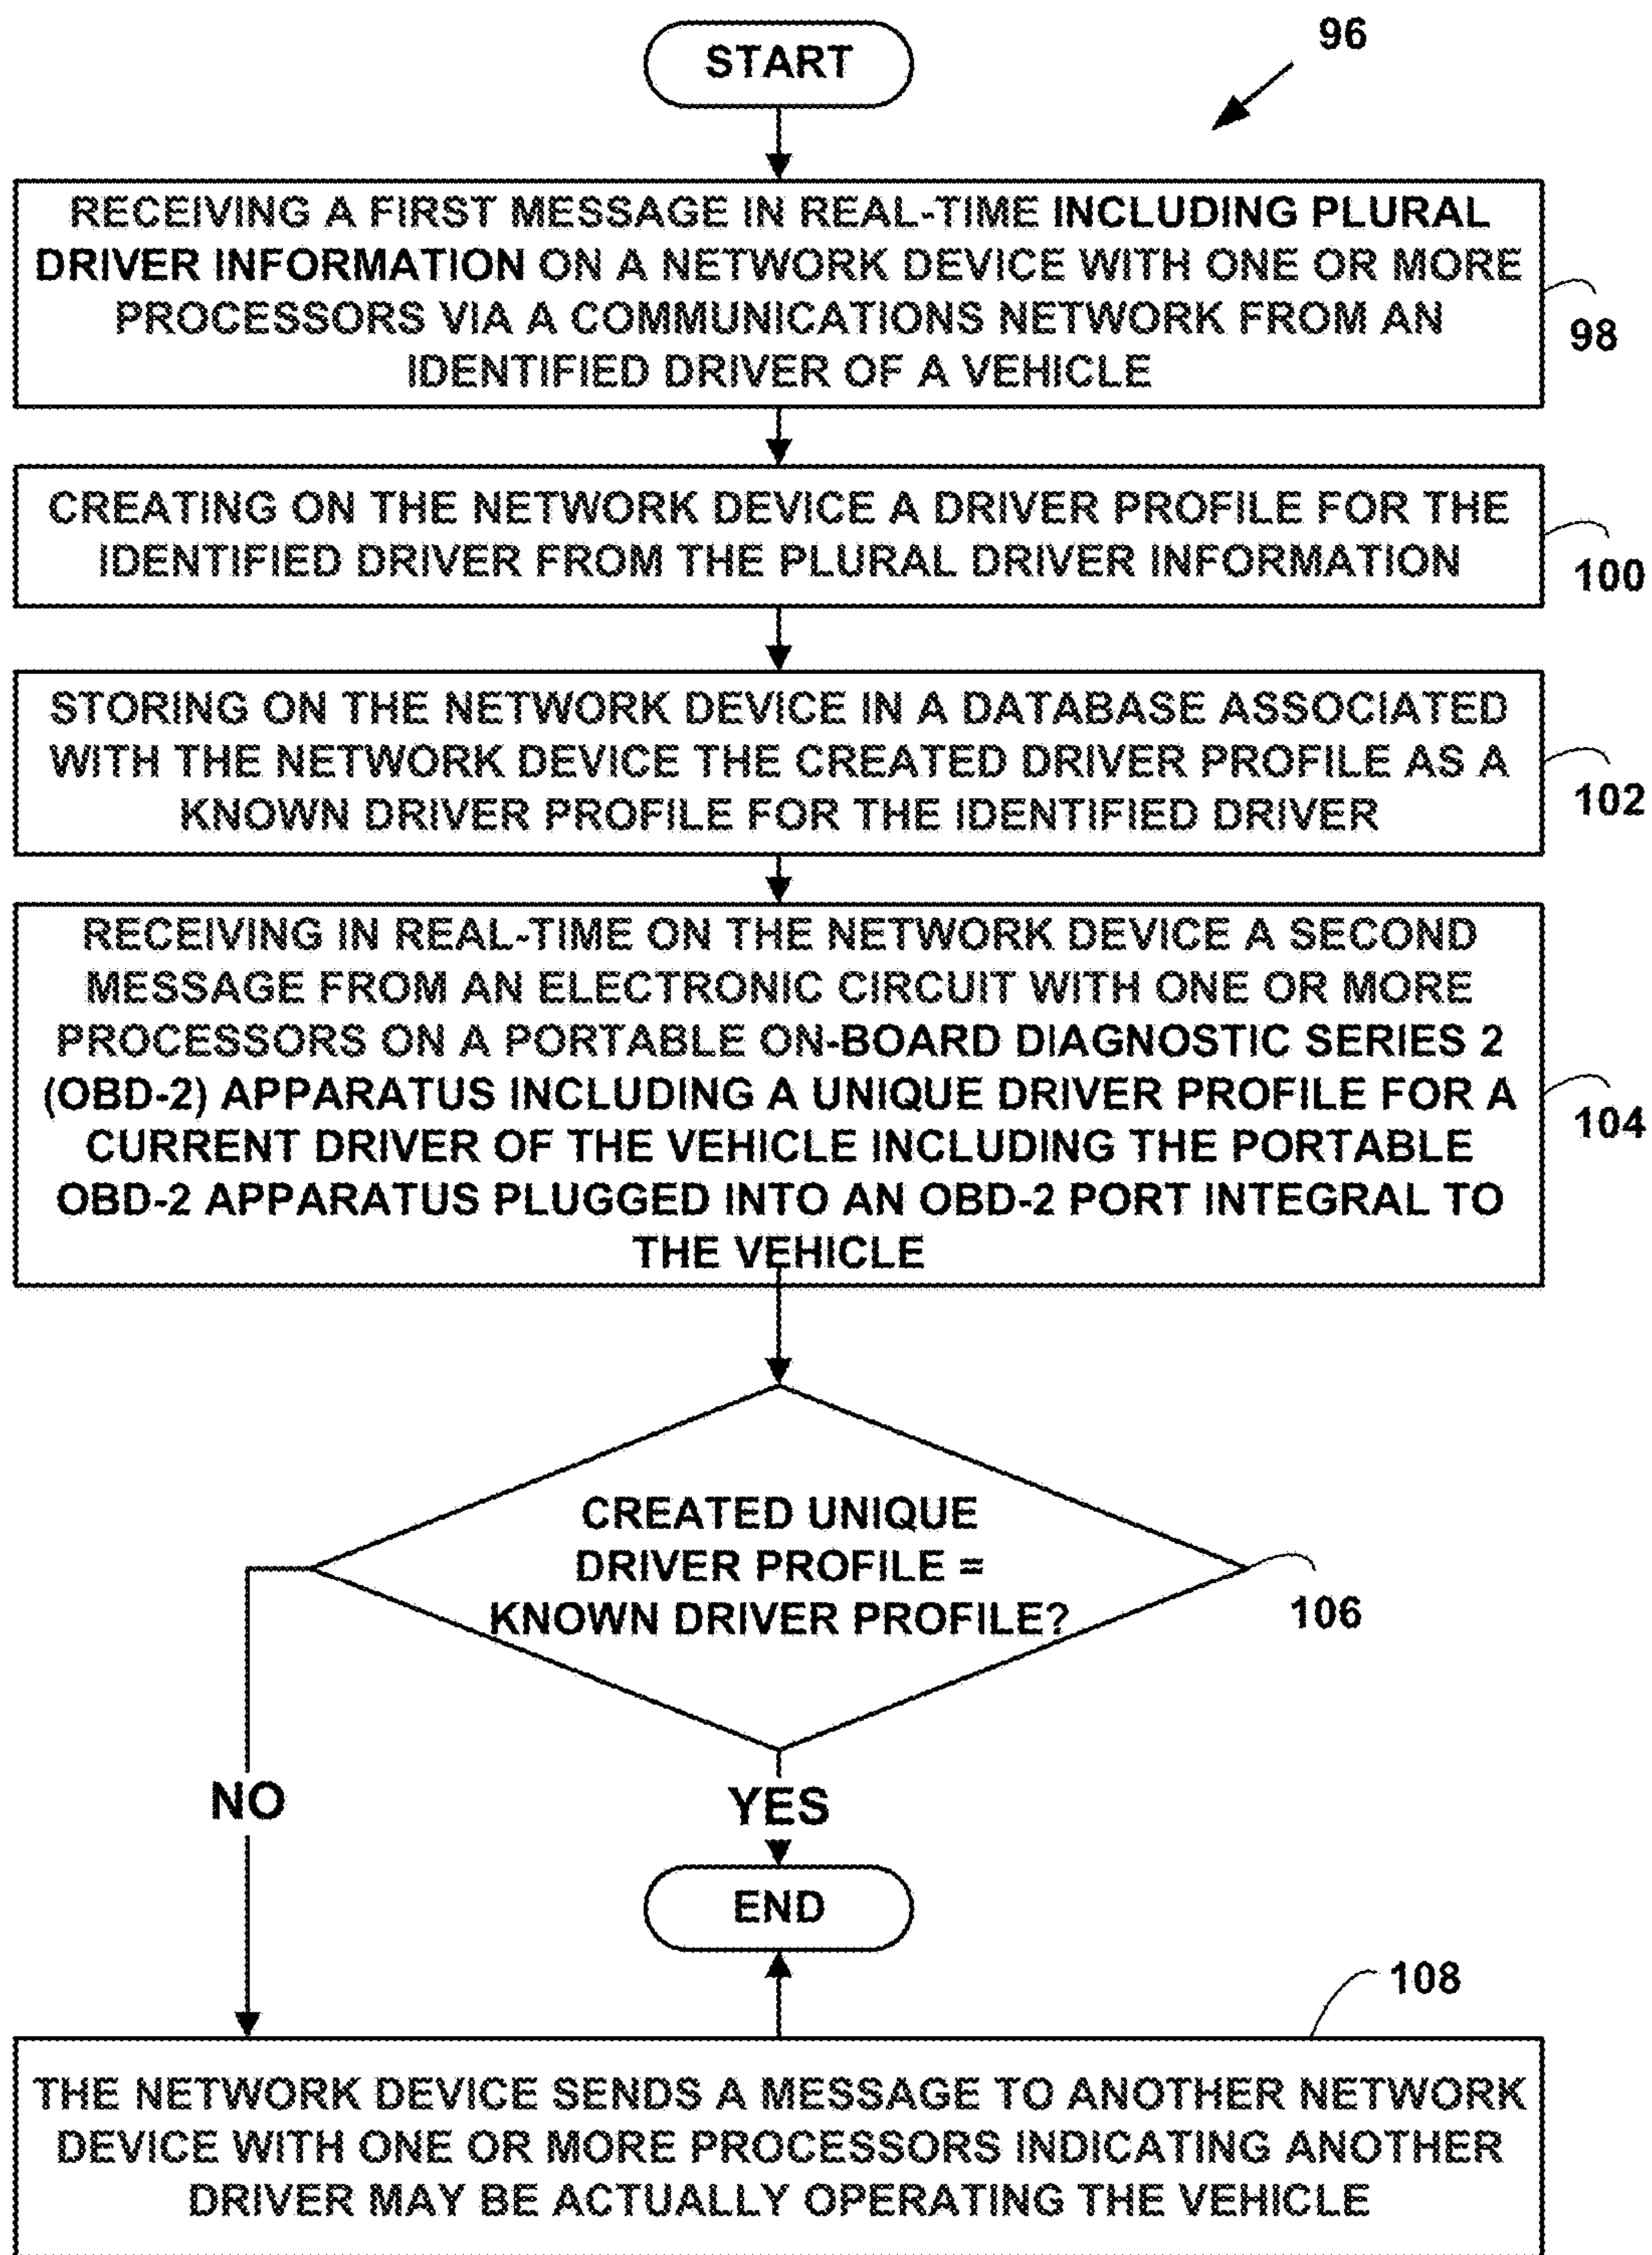 START
96
RECEIVING A FIRST MESSAGE IN REAL-TIME INCLUDING PLURAL
DRIVER INFORMATION ON A NETWORK DEVICE WITH ONE OR MORE
PROCESSORS VIA A COMMUNICATIONS NETWORK FROM AN
IDENTIFIED DRIVER OF A VEHICLE
98
CREATING ON THE NETWORK DEVICE A DRIVER PROFILE FOR THE
IDENTIFIED DRIVER FROM THE PLURAL DRIVER INFORMATION
100
STORING ON THE NETWORK DEVICE IN A DATABASE ASSOCIATED
WITH THE NETWORK DEVICE THE CREATED DRIVER PROFILE AS A
KNOWN DRIVER PROFILE FOR THE IDENTIFIED DRIVER
102
RECEIVING IN REAL-TIME ON THE NETWORK DEVICE A SECOND
MESSAGE FROM AN ELECTRONIC CIRCUIT WITH ONE OR MORE
PROCESSORS ON A PORTABLE ON-BOARD DIAGNOSTIC SERIES 2
(OBD-2) APPARATUS INCLUDING A UNIQUE DRIVER PROFILE FOR A
CURRENT DRIVER OF THE VEHICLE INCLUDING THE PORTABLE
OBD-2 APPARATUS PLUGGED INTO AN OBD-2 PORT INTEGRAL TO
THE VEHICLE
104
CREATED UNIQUE
DRIVER PROFILE =
KNOWN DRIVER PROFILE?
106
NO
YES
END
108
THE NETWORK DEVICE SENDS A MESSAGE TO ANOTHER NETWORK
DEVICE WITH ONE OR MORE PROCESSORS INDICATING ANOTHER
DRIVER MAY BE ACTUALLY OPERATING THE VEHICLE